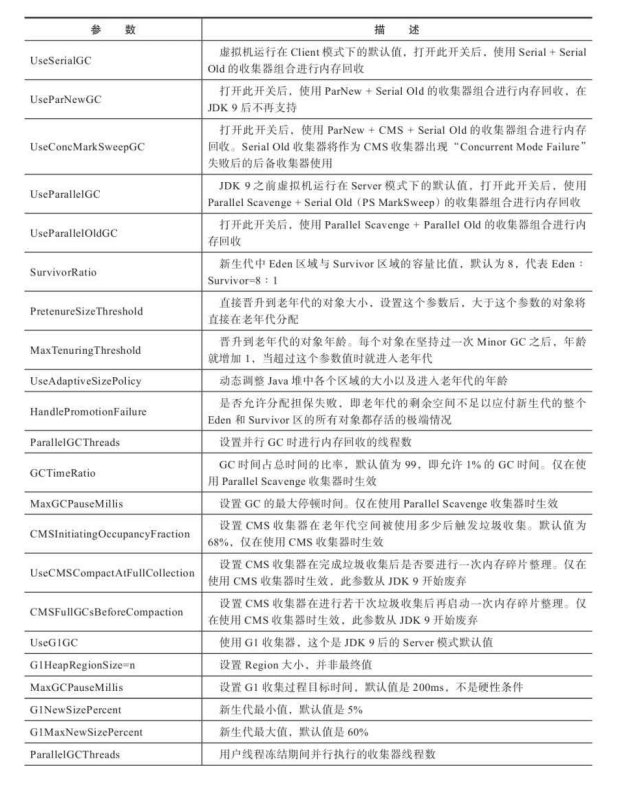 参 数 描 述
UseSerialGC 虚拟机运行在 Client 模式下的默认值，打开此开关后，使用 Serial + Serial
Old 的收集器组合进行内存回收
UseParNewGC 打开此开关后，使用 ParNew + Serial Old 的收集器组合进行内存回收，在
JDK 9 后不再支持
UseConcMarkSweepGC 打开此开关后，使用 ParNew + CMS + Serial Old 的收集器组合进行内存
回收。Serial Old 收集器将作为 CMS 收集器出现 “Concurrent Mode Failure”
失败后的后备收集器使用
UseParallelGC JDK 9 之前虚拟机运行在 Server 模式下的默认值，打开此开关后，使用
Parallel Scavenge + Serial Old（PS MarkSweep）的收集器组合进行内存回收
UseParallelOldGC 打开此开关后，使用 Parallel Scavenge + Parallel Old 的收集器组合进行内
存回收
SurvivorRatio 新生代中 Eden 区域与 Survivor 区域的容量比值，默认为 8，代表 Eden：
Survivor=8：1
PretenureSizeThreshold 直接晋升到老年代的对象大小，设置这个参数后，大于这个参数的对象将
直接在老年代分配
MaxTenuringThreshold 晋升到老年代的对象年龄。每个对象在坚持过一次 Minor GC 之后，年龄
就增加 1，当超过这个参数值时就进入老年代
UseAdaptiveSizePolicy 动态调整 Java 堆中各个区域的大小以及进入老年代的年龄
HandlePromotionFailure 是否允许分配担保失败，即老年代的剩余空间不足以应付新生代的整个
Eden 和 Survivor 区的所有对象都存活的极端情况
ParallelGCThreads 设置并行 GC 时进行内存回收的线程数
GCTimeRatio GC 时间占总时间的比率，默认值为 99，即允许 1% 的 GC 时间。仅在使
用 Parallel Scavenge 收集器时生效
MaxGCPauseMillis 设置 GC 的最大停顿时间。仅在使用 Parallel Scavenge 收集器时生效
CMSInitiatingOccupancyFraction 设置 CMS 收集器在老年代空间被使用多少后触发垃圾收集。默认值为
68%，仅在使用 CMS 收集器时生效
UseCMSCompactAtFullCollection 设置 CMS 收集器在完成垃圾收集后是否要进行一次内存碎片整理。仅在
使用 CMS 收集器时生效，此参数从 JDK 9 开始废弃
CMSFullGCsBeforeCompaction 设置 CMS 收集器在进行若干次垃圾收集后再启动一次内存碎片整理。仅
在使用 CMS 收集器时生效，此参数从 JDK 9 开始废弃
UseG1GC 使用 G1 收集器，这个是 JDK 9 后的 Server 模式默认值
G1HeapRegionSize=n 设置 Region 大小，并非最终值
MaxGCPauseMillis 设置 G1 收集过程目标时间，默认值是 200ms，不是硬性条件
G1NewSizePercent 新生代最小值，默认值是 5%
G1MaxNewSizePercent 新生代最大值，默认值是 60%
ParallelGCThreads 用户线程冻结期间并行执行的收集器线程数